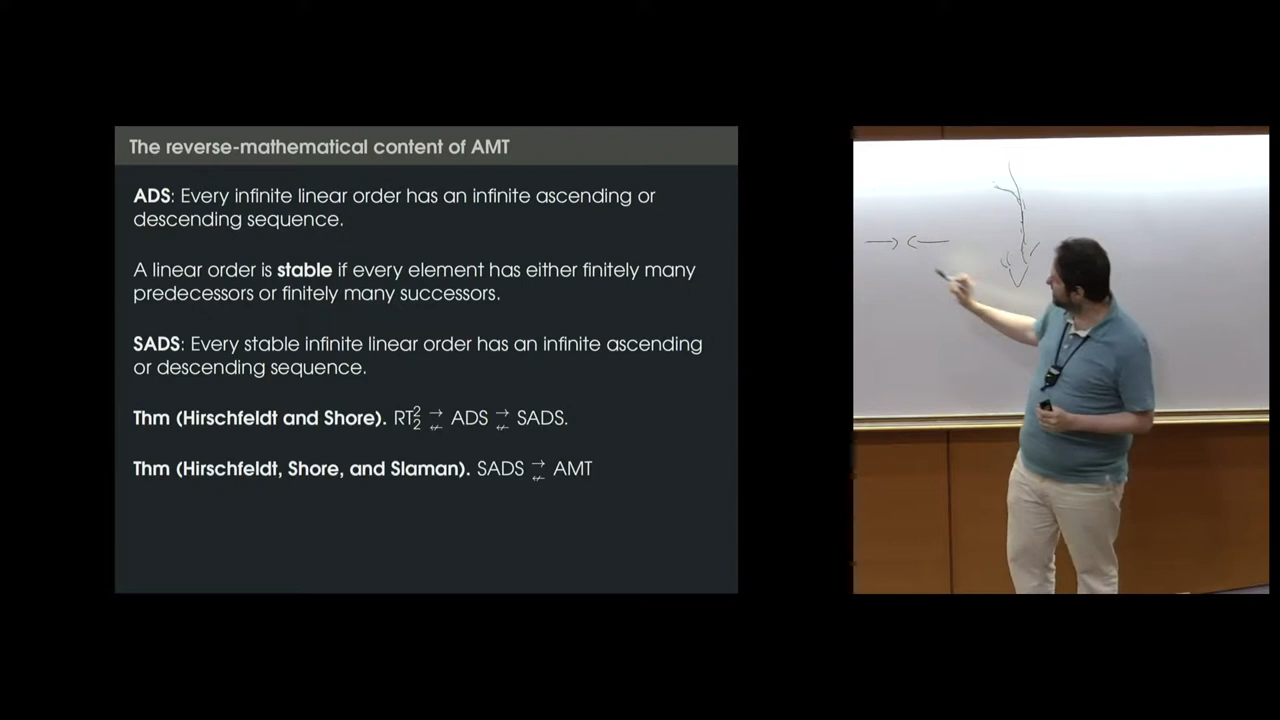 The reverse-mathematical content of AMT
ADS: Every infinite linear order has an infinite ascending or
descending sequence.
A linear order is stable if every element has either finitely many
predecessors or finitely many successors.
SADS: Every stable infinite linear order has an infinite ascending
or descending sequence.
Thm (Hirschfeldt and Shore). RT²₂ →↚ ADS →↚ SADS.
Thm (Hirschfeldt, Shore, and Slaman). SADS →↚ AMT